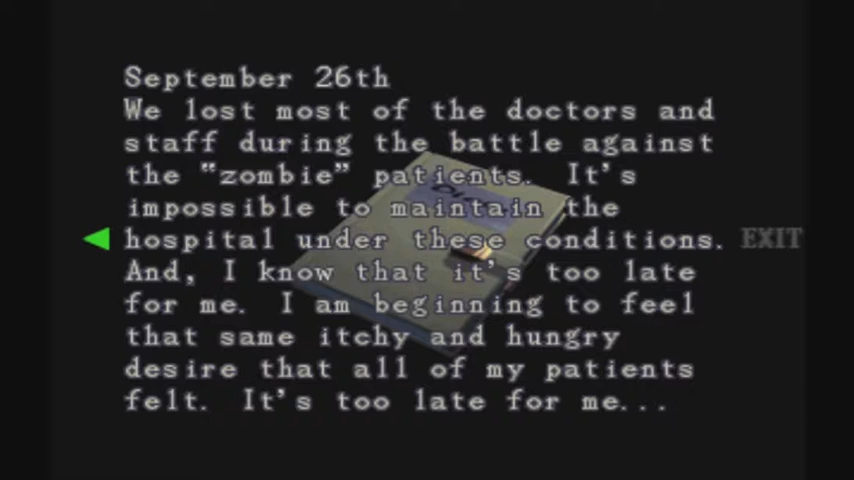 September 26th
We lost most of the doctors and
staff during the battle against
the "zombie" patients. It's
impossible to maintain the
hospital under these conditions. EXIT
And, I know that it's too late
for me. I am beginning to feel
that same itchy and hungry
desire that all of my patients
felt. It's too late for me...